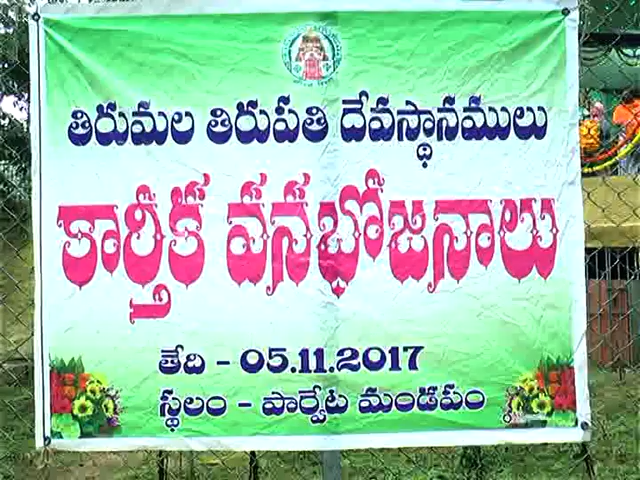 తిరుమల తిరుపతి దేవస్థానములు
కార్తీక వనభోజనాలు
తేది - 05.11.2017
స్థలం - పార్వేట మండపం